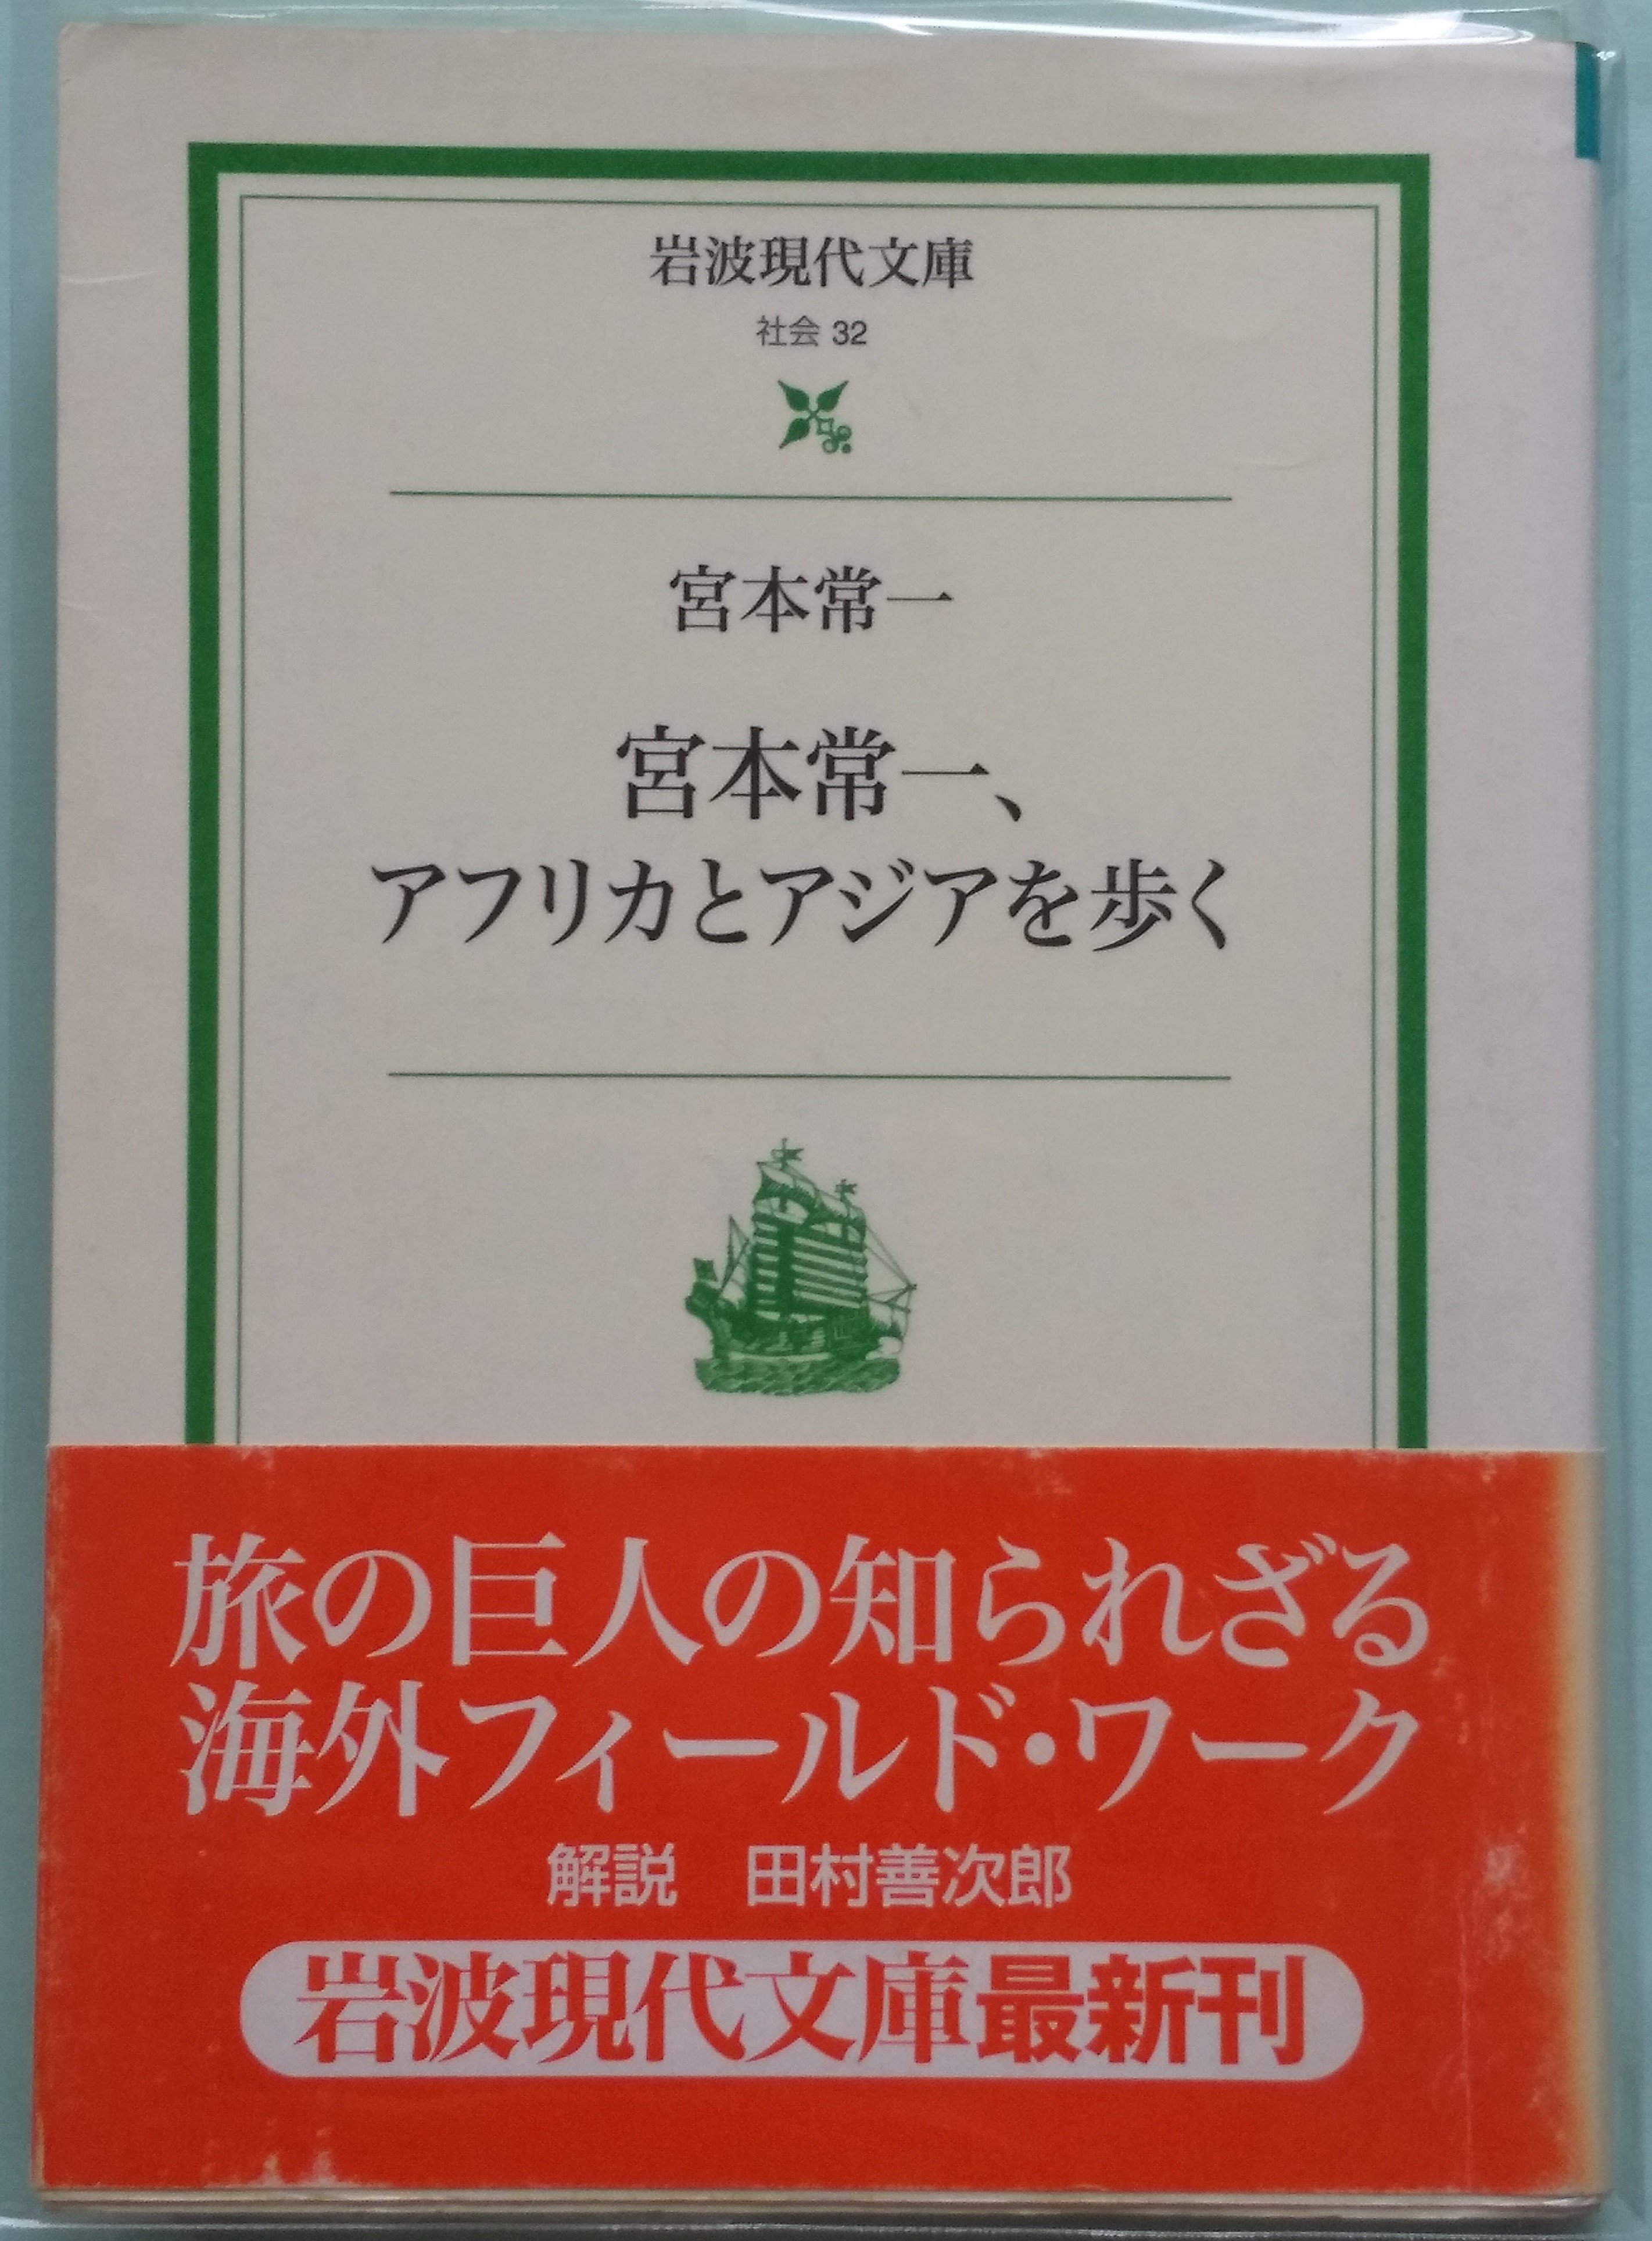 岩波現代文庫
社会 32
宮本常一
宮本常一、
アフリカとアジアを歩く
旅の巨人の知られざる
海外フィールド・ワーク
解説　田村善次郎
岩波現代文庫最新刊